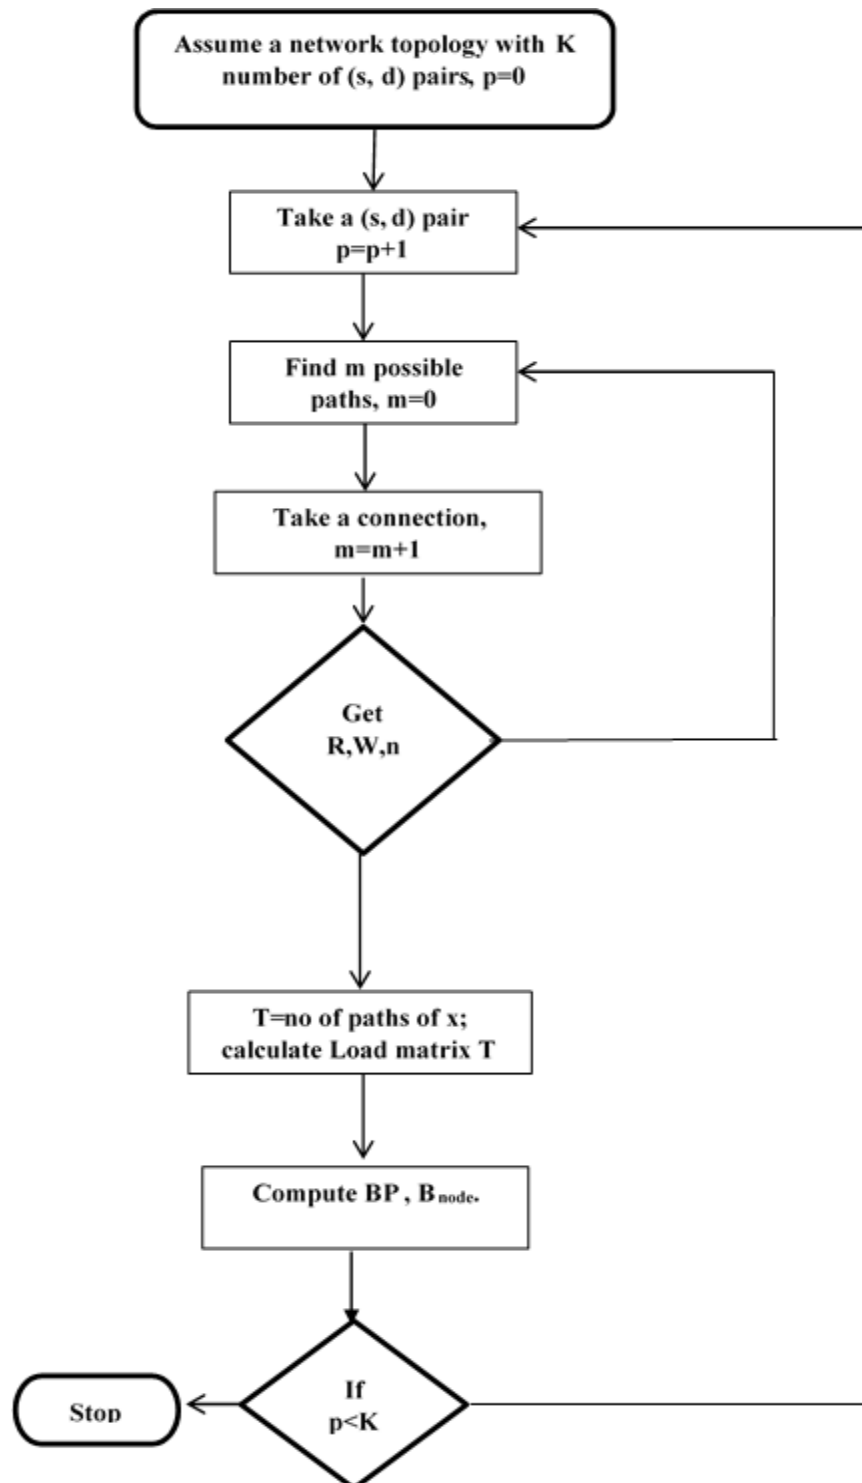 Assume a network topology with K
number of (s, d) pairs, p=0
Take a (s, d) pair
p=p+1
Find m possible
paths, m=0
Take a connection,
m=m+1
Get
R,W,n
T=no of paths of x;
calculate Load matrix T
Compute BP , Bnode.
If
p<K
Stop